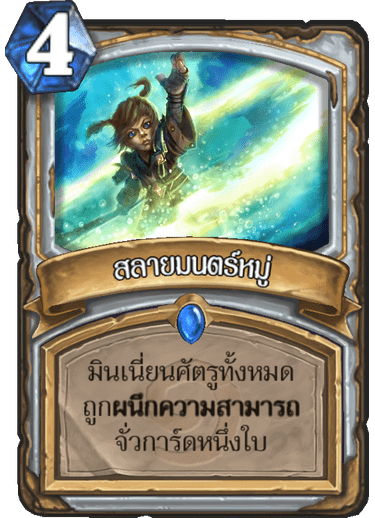 4
สลายมนตร์หมู่
มินเนี่ยนศัตรูทั้งหมด
ถูกผนึกความสามารถ
จั่วการ์ดหนึ่งใบ